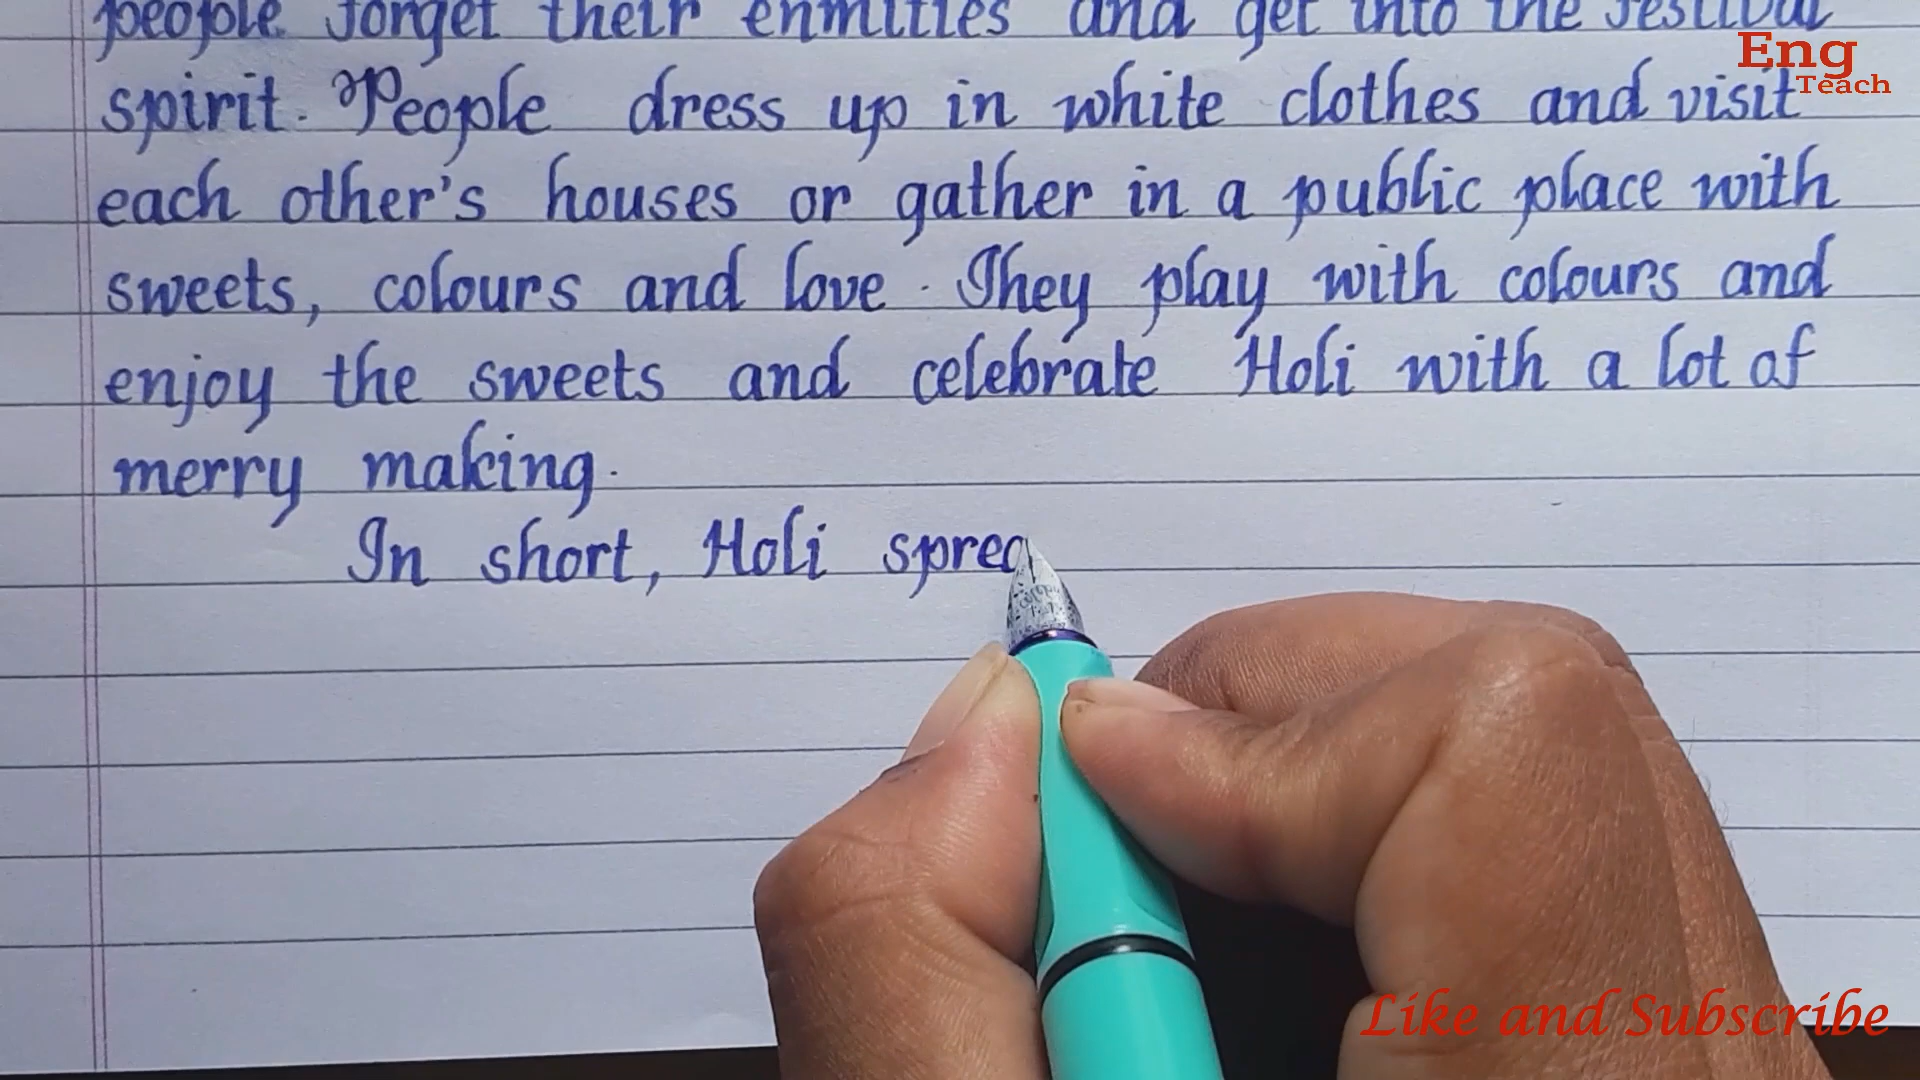 people forget their enmities and get into the festival
Eng
Teach
spirit. People dress up in white clothes and visit
each other's houses or gather in a public place with
sweets, colours and love. They play with colours and
enjoy the sweets and celebrate Holi with a lot of
merry making.
In short, Holi sprea
Like and Subscribe